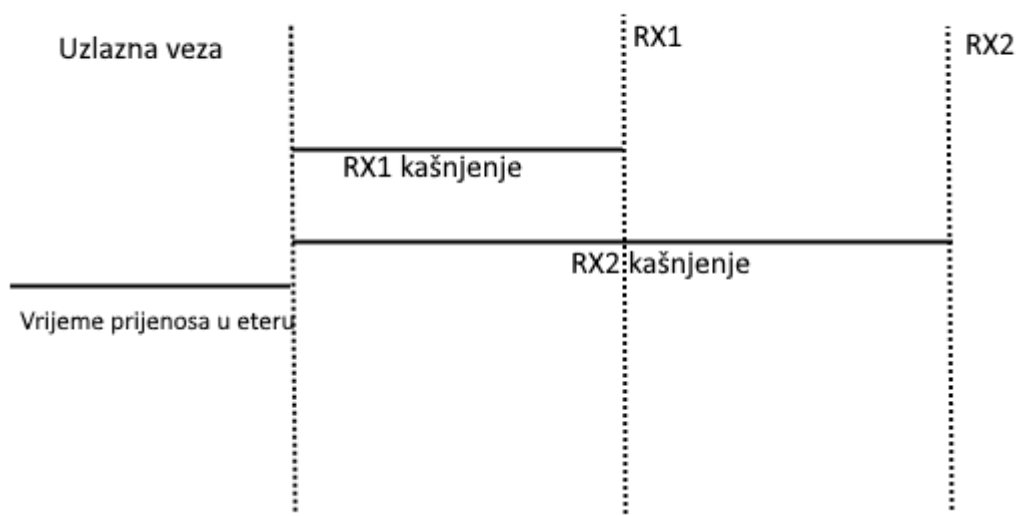 Uzlazna veza
RX1
RX2
RX1 kašnjenje
RX2 kašnjenje
Vrijeme prijenosa u eteru